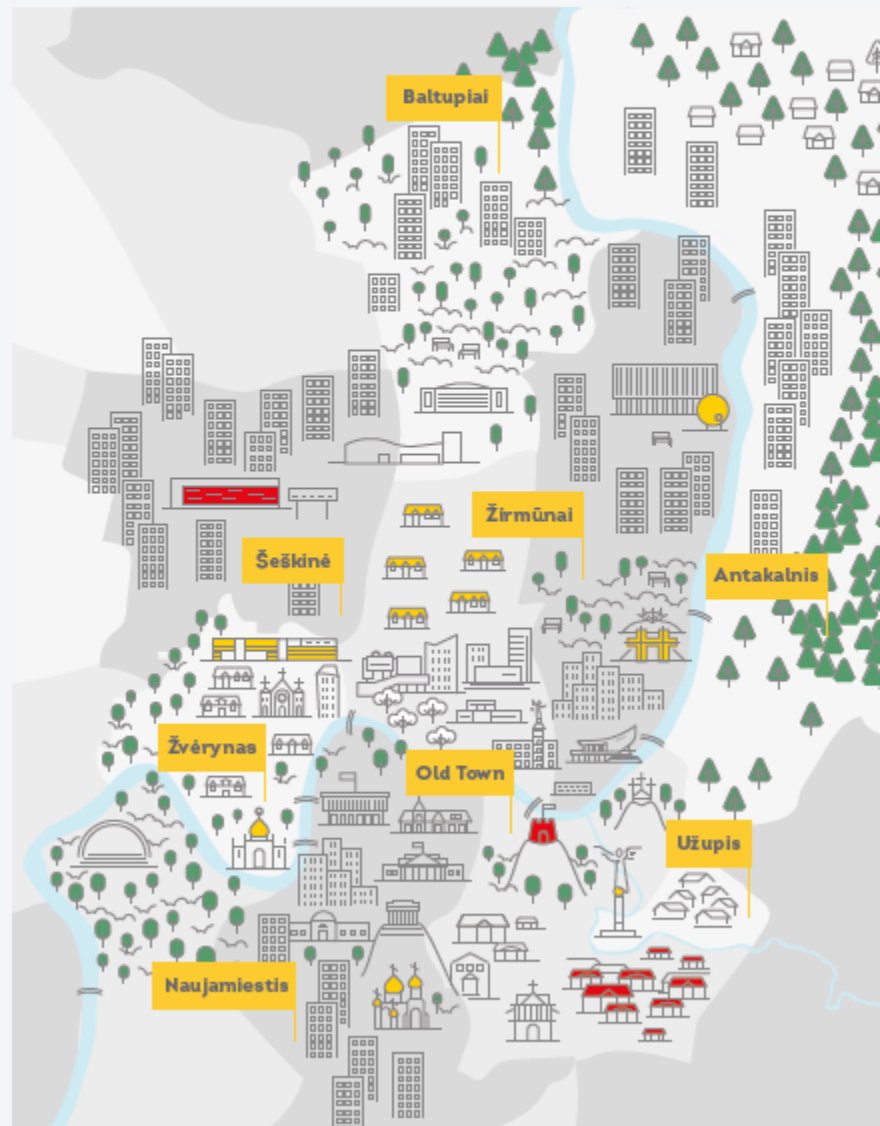 Baltupiai
Žirmūnai
Šeškinė
Antakalnis
Žvėrynas
Old Town
Užupis
Naujamiestis